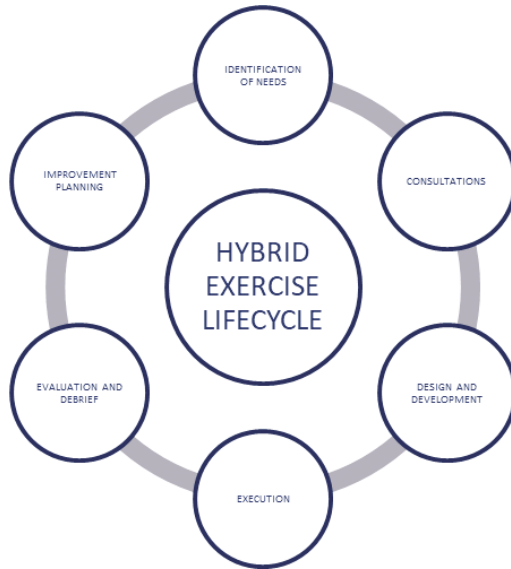 IDENTIFICATION
OF NEEDS
CONSULTATIONS
DESIGN AND
DEVELOPMENT
EXECUTION
EVALUATION AND
DEBRIEF
IMPROVEMENT
PLANNING
HYBRID
EXERCISE
LIFECYCLE